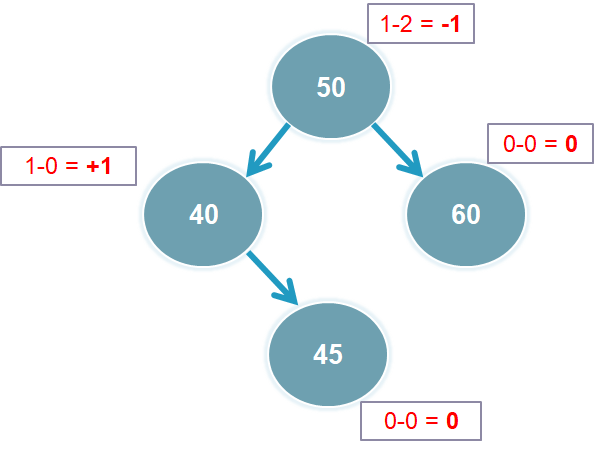 1-2 = -1
50
0-0 = 0
1-0 = +1
40
60
45
0-0 = 0